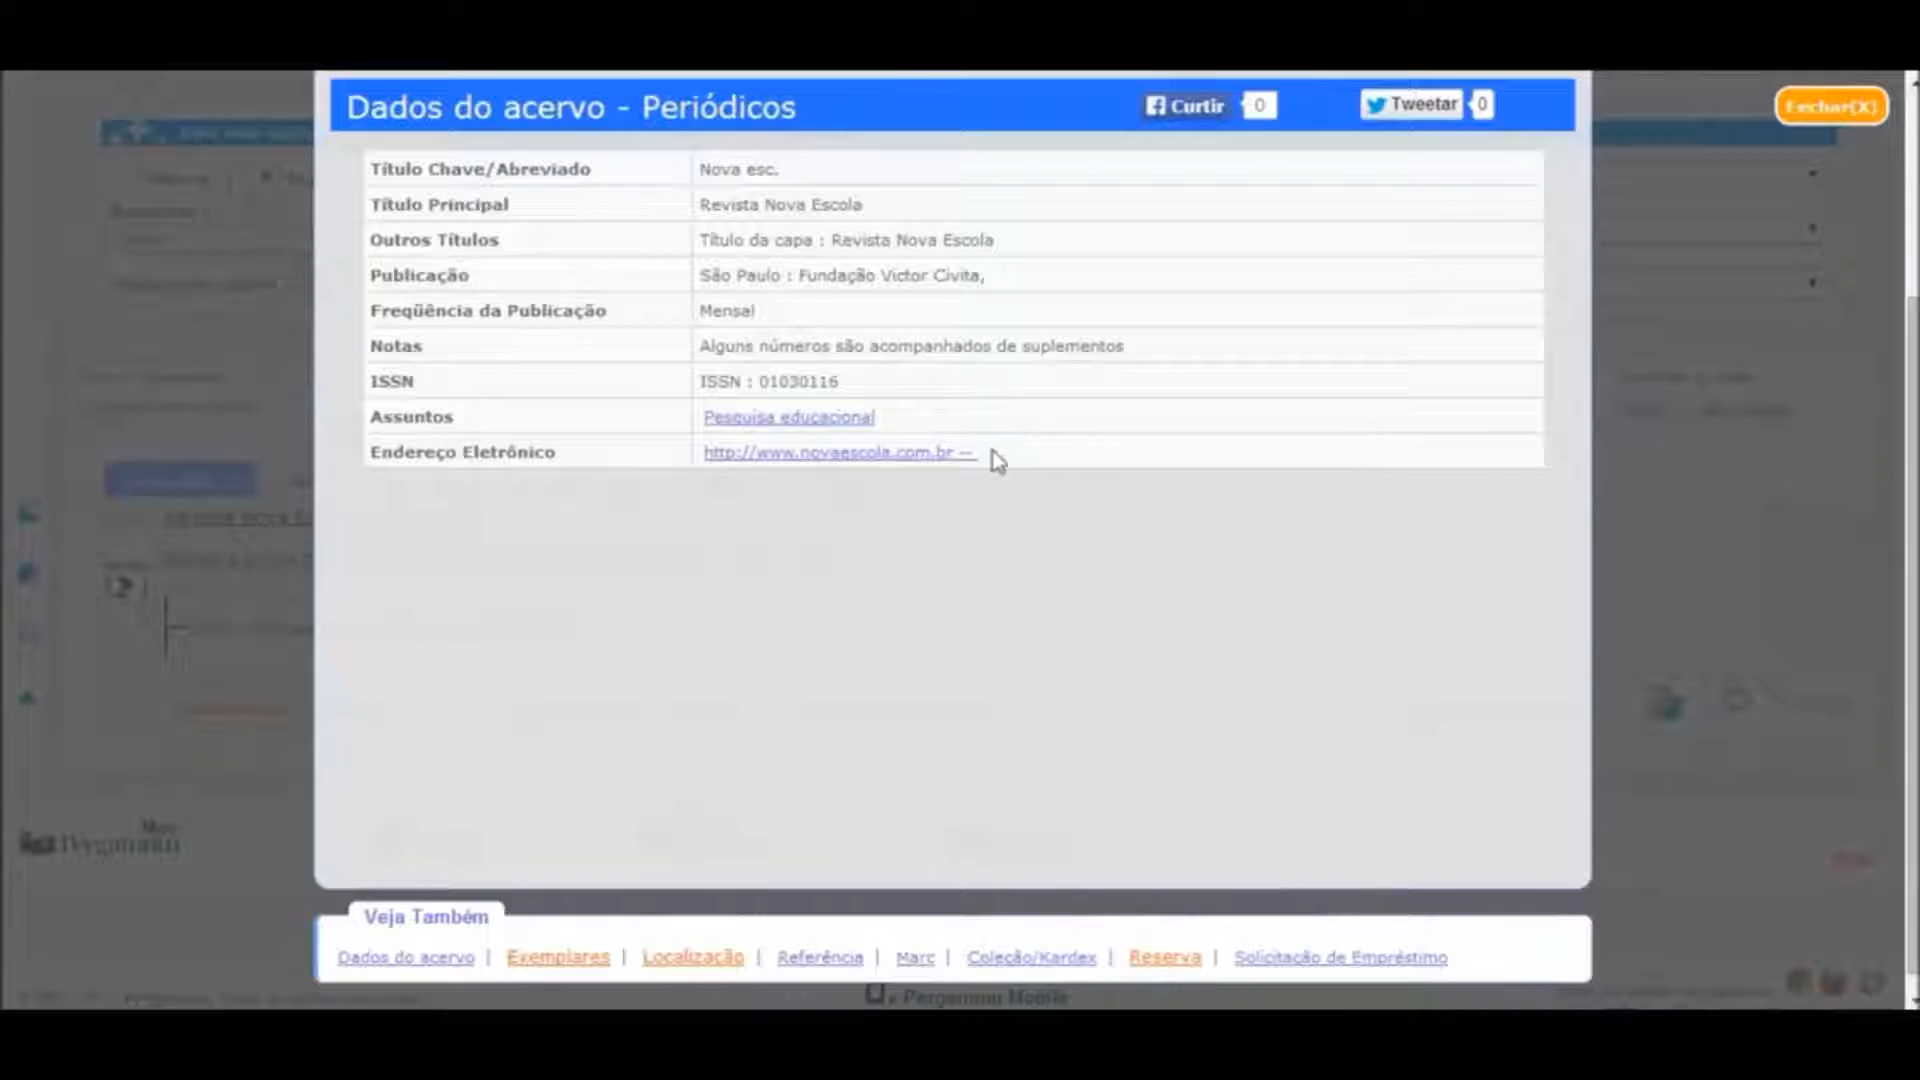 Dados do acervo - Periódicos
Curtir 0
Tweetar 0
Fechar(X)
Título Chave/Abreviado Nova esc.
Título Principal Revista Nova Escola
Outros Títulos Título da capa : Revista Nova Escola
Publicação São Paulo : Fundação Victor Civita,
Freqüência da Publicação Mensal
Notas Alguns números são acompanhados de suplementos
ISSN ISSN : 01030116
Assuntos Pesquisa educacional
Endereço Eletrônico http://www.novaescola.com.br --
Pergamum
Veja Também
Dados do acervo | Exemplares | Localização | Referência | Marc | Coleção/Kardex | Reserva | Solicitação de Empréstimo
Pergamum Mobile